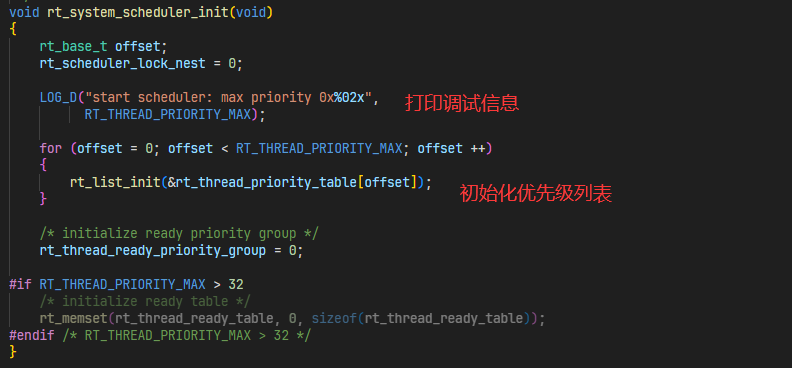 void rt_system_scheduler_init(void)
{
    rt_base_t offset;
    rt_scheduler_lock_nest = 0;

    LOG_D("start scheduler: max priority 0x%02x",
          RT_THREAD_PRIORITY_MAX);
打印调试信息

    for (offset = 0; offset < RT_THREAD_PRIORITY_MAX; offset ++)
    {
        rt_list_init(&rt_thread_priority_table[offset]);
初始化优先级列表
    }

    /* initialize ready priority group */
    rt_thread_ready_priority_group = 0;

#if RT_THREAD_PRIORITY_MAX > 32
    /* initialize ready table */
    rt_memset(rt_thread_ready_table, 0, sizeof(rt_thread_ready_table));
#endif /* RT_THREAD_PRIORITY_MAX > 32 */
}